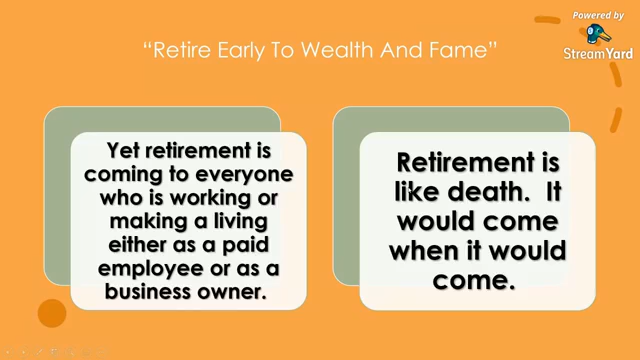 Powered by
StreamYard
“Retire Early To Wealth And Fame”
Yet retirement is
coming to everyone
who is working or
making a living
either as a paid
employee or as a
business owner.
Retirement is
like death. It
would come
when it would
come.